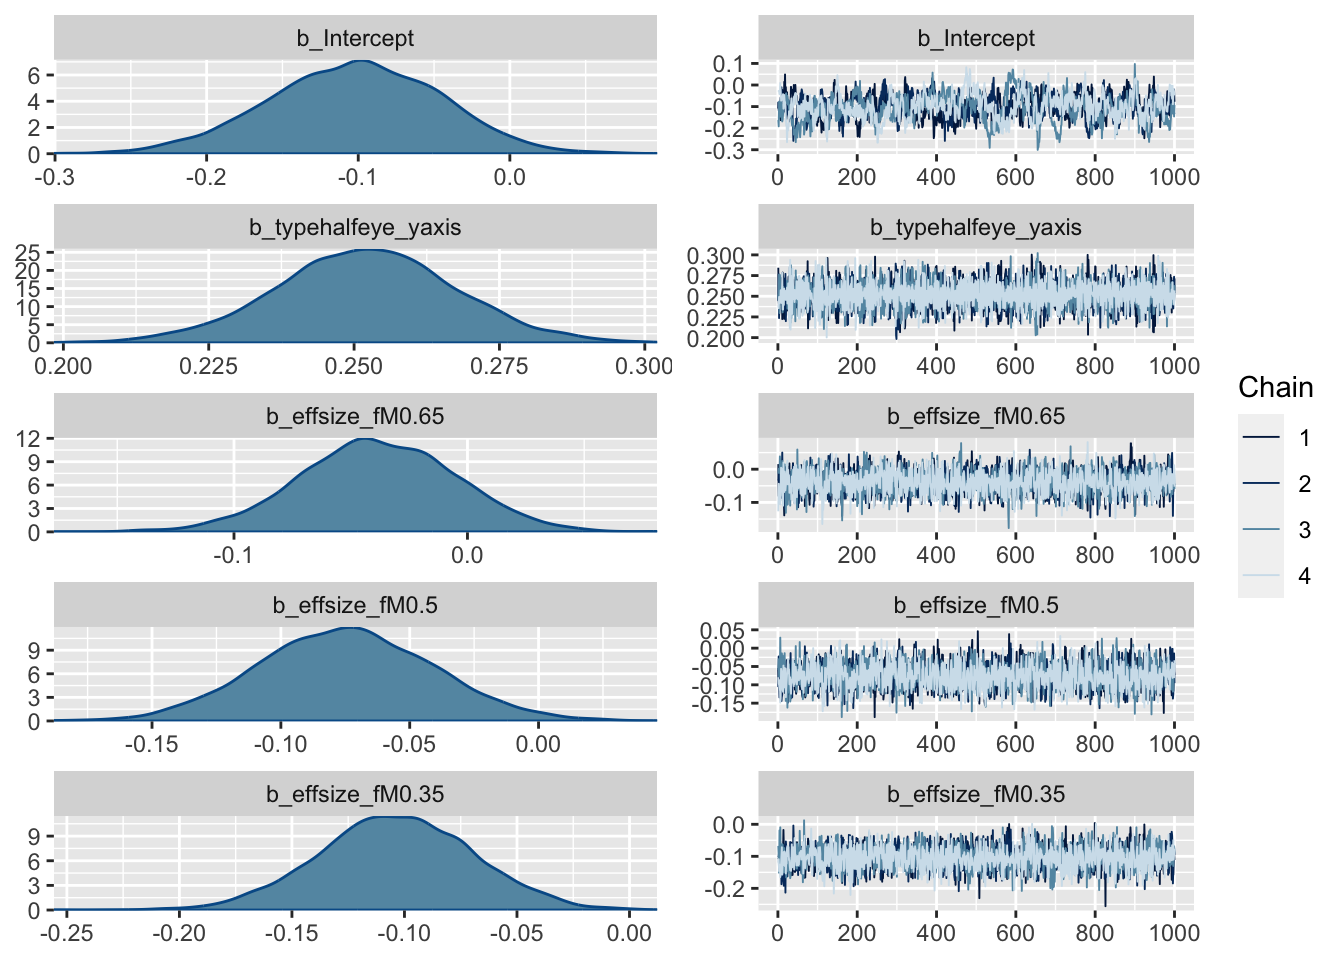 b_Intercept
6
4
2
0
-0.3 -0.2 -0.1 0.0
b_Intercept
0.1
0.0
-0.1
-0.2
-0.3
0 200 400 600 800 1000
b_typehalfeye_yaxis
25
20
15
10
5
0
0.200 0.225 0.250 0.275 0.300
b_typehalfeye_yaxis
0.300
0.275
0.250
0.225
0.200
0 200 400 600 800 1000
b_effsize_fM0.65
12
9
6
3
0
-0.1 0.0
b_effsize_fM0.65
0.0
-0.1
0 200 400 600 800 1000
b_effsize_fM0.5
9
6
3
0
-0.15 -0.10 -0.05 0.00
b_effsize_fM0.5
0.05
0.00
-0.05
-0.10
-0.15
0 200 400 600 800 1000
b_effsize_fM0.35
9
6
3
0
-0.25 -0.20 -0.15 -0.10 -0.05 0.00
b_effsize_fM0.35
0.0
-0.1
-0.2
0 200 400 600 800 1000
Chain
1
2
3
4